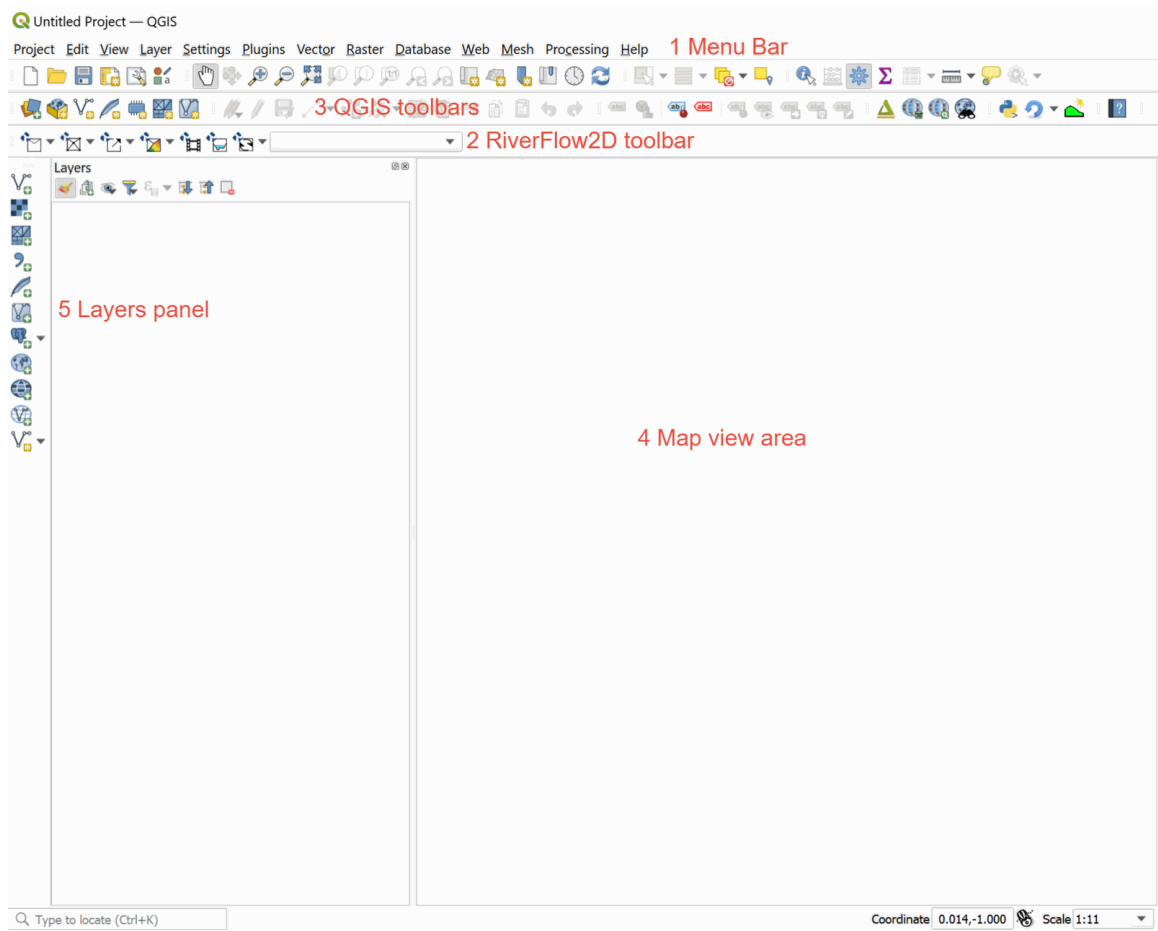 Untitled Project — QGIS
Project Edit View Layer Settings Plugins Vector Raster Database Web Mesh Processing Help 1 Menu Bar
3 QGIS toolbars
2 RiverFlow2D toolbar
Layers
5 Layers panel
4 Map view area
Type to locate (Ctrl+K) Coordinate 0.014,-1.000 Scale 1:11